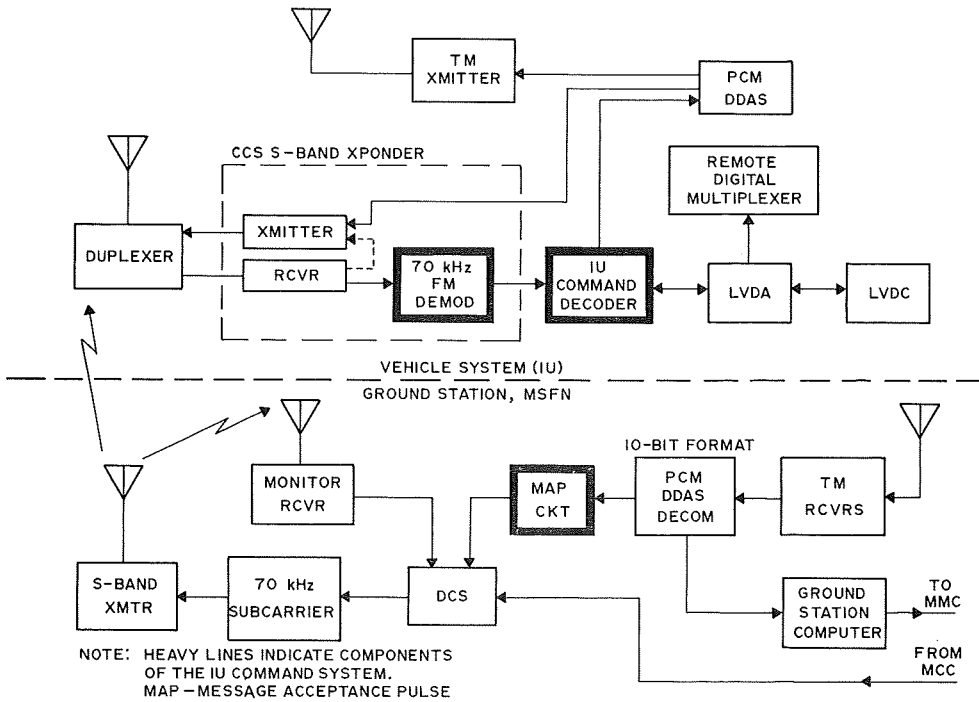 TM
XMITTER
PCM
DDAS
CCS S-BAND XPONDER
REMOTE
DIGITAL
MULTIPLEXER
DUPLEXER
XMITTER
RCVR
70 kHz
FM
DEMOD
IU
COMMAND
DECODER
LVDA
LVDC
VEHICLE SYSTEM (IU)
GROUND STATION, MSFN
MONITOR
RCVR
MAP
CKT
10-BIT FORMAT
PCM
DDAS
DECOM
TM
RCVRS
S-BAND
XMTR
70 kHz
SUBCARRIER
DCS
GROUND
STATION
COMPUTER
TO
MMC
FROM
MCC
NOTE: HEAVY LINES INDICATE COMPONENTS
OF THE IU COMMAND SYSTEM.
MAP-MESSAGE ACCEPTANCE PULSE